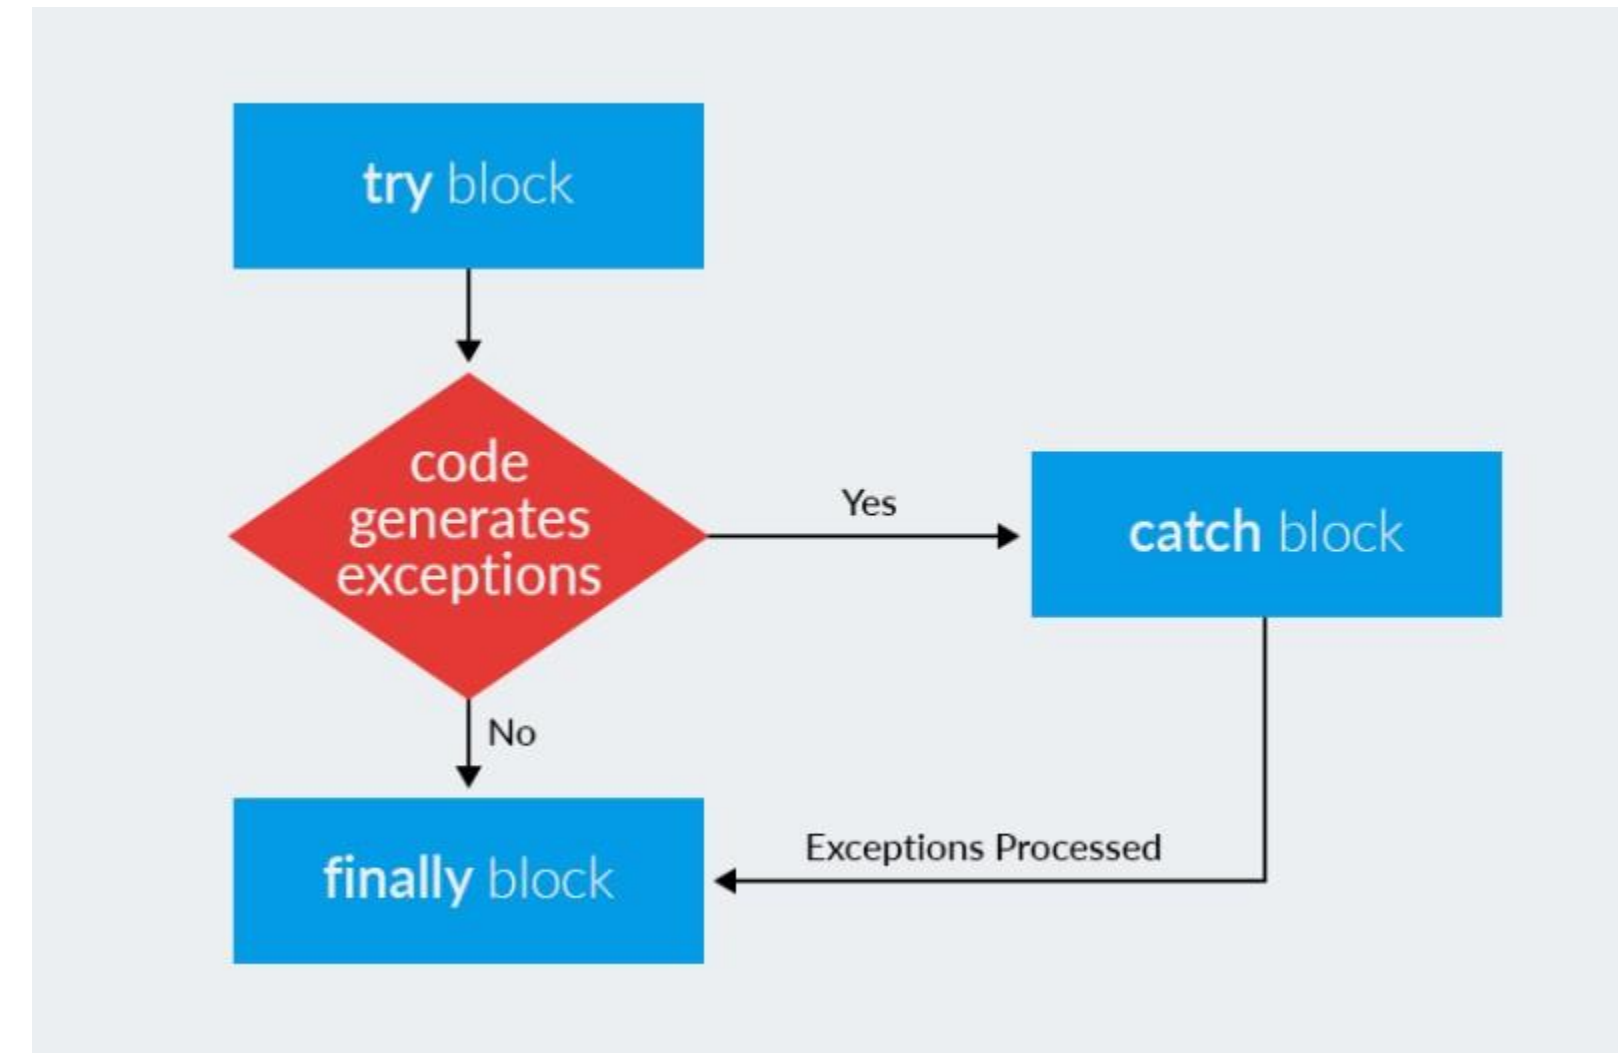 try block
code
generates
exceptions
Yes
catch block
No
Exceptions Processed
finally block